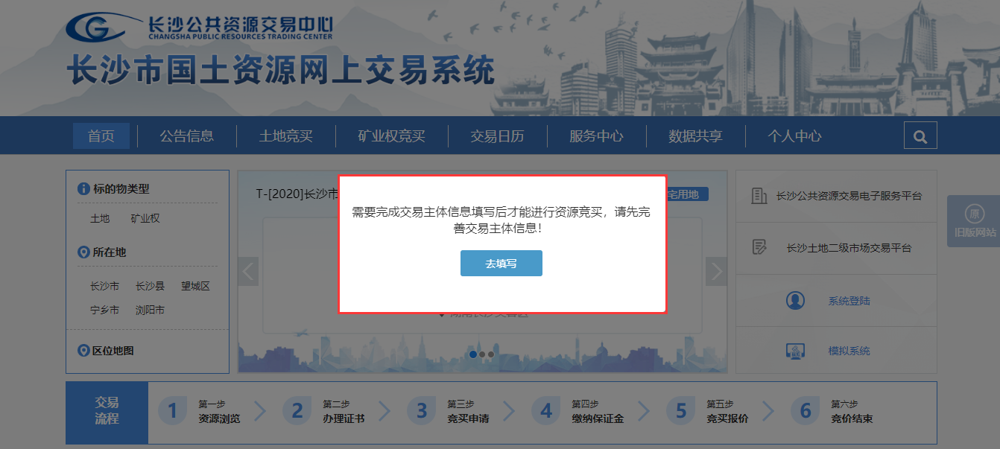 长沙公共资源交易中心
CHANGSHA PUBLIC RESOURCES TRADING CENTER
长沙市国土资源网上交易系统
首页 公告信息 土地竞买 矿业权竞买 交易日历 服务中心 数据共享 个人中心
标的物类型
土地 矿业权
所在地
长沙市 长沙县 望城区
宁乡市 浏阳市
区位地图
T-[2020]长沙市
宅用地
需要完成交易主体信息填写后才能进行资源竞买，请先完
善交易主体信息！
去填写
长沙公共资源交易电子服务平台
长沙土地二级市场交易平台
系统登陆
模拟系统
原
旧版网站
交易
流程
1 第一步
资源浏览
2 第二步
办理证书
3 第三步
竞买申请
4 第四步
缴纳保证金
5 第五步
竞买报价
6 第六步
竞价结束